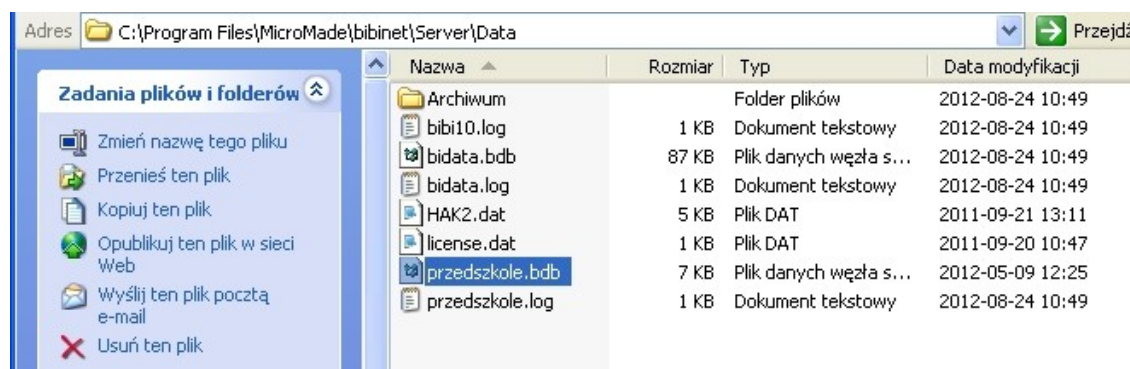 Adres C:\Program Files\MicroMade\bibinet\Server\Data Przejdź
Zadania plików i folderów
Zmień nazwę tego pliku
Przenieś ten plik
Kopiuj ten plik
Opublikuj ten plik w sieci
Web
Wyślij ten plik pocztą
e-mail
Usuń ten plik
Nazwa Rozmiar Typ Data modyfikacji
Archiwum Folder plików 2012-08-24 10:49
bibi10.log 1 KB Dokument tekstowy 2012-08-24 10:49
bidata.bdb 87 KB Plik danych węzła s... 2012-08-24 10:49
bidata.log 1 KB Dokument tekstowy 2012-08-24 10:49
HAK2.dat 5 KB Plik DAT 2011-09-21 13:11
license.dat 1 KB Plik DAT 2011-09-20 10:47
przedszkole.bdb 7 KB Plik danych węzła s... 2012-05-09 12:25
przedszkole.log 1 KB Dokument tekstowy 2012-08-24 10:49